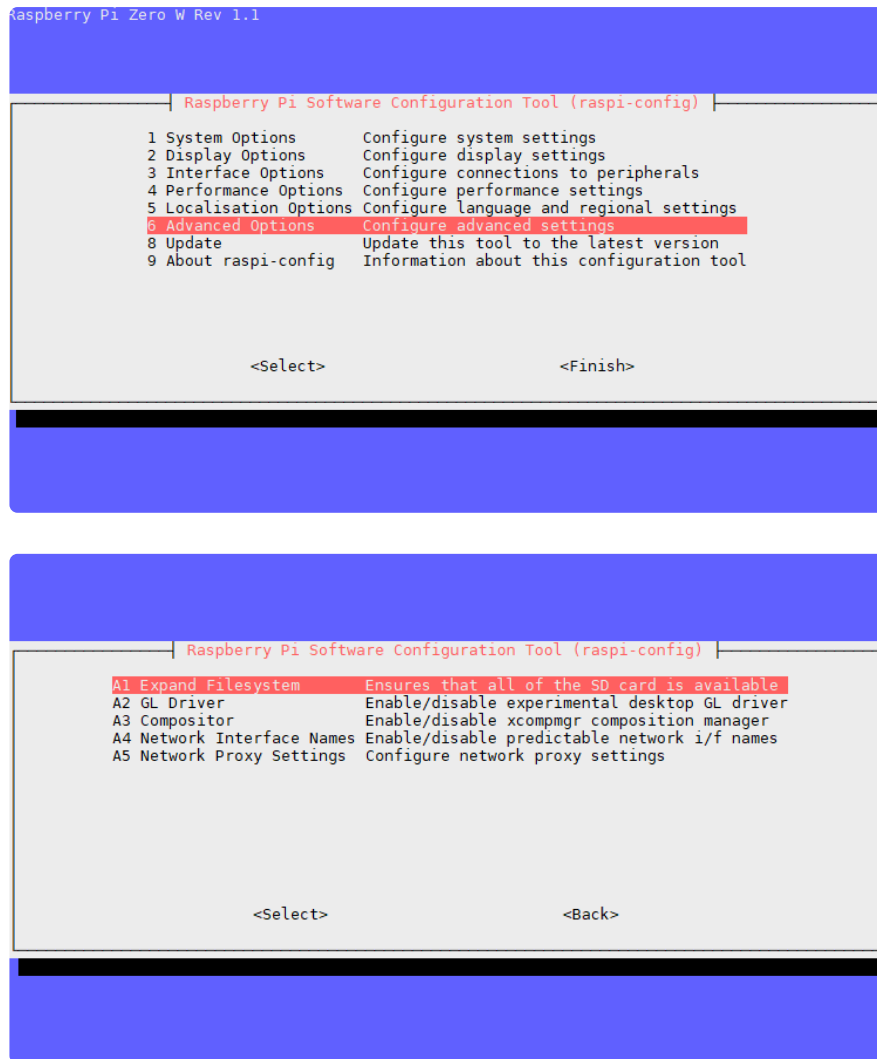 Raspberry Pi Zero W Rev 1.1
Raspberry Pi Software Configuration Tool (raspi-config)
1 System Options Configure system settings
2 Display Options Configure display settings
3 Interface Options Configure connections to peripherals
4 Performance Options Configure performance settings
5 Localisation Options Configure language and regional settings
6 Advanced Options Configure advanced settings
8 Update Update this tool to the latest version
9 About raspi-config Information about this configuration tool
<Select> <Finish>
Raspberry Pi Software Configuration Tool (raspi-config)
A1 Expand Filesystem Ensures that all of the SD card is available
A2 GL Driver Enable/disable experimental desktop GL driver
A3 Compositor Enable/disable xcompmgr composition manager
A4 Network Interface Names Enable/disable predictable network i/f names
A5 Network Proxy Settings Configure network proxy settings
<Select> <Back>